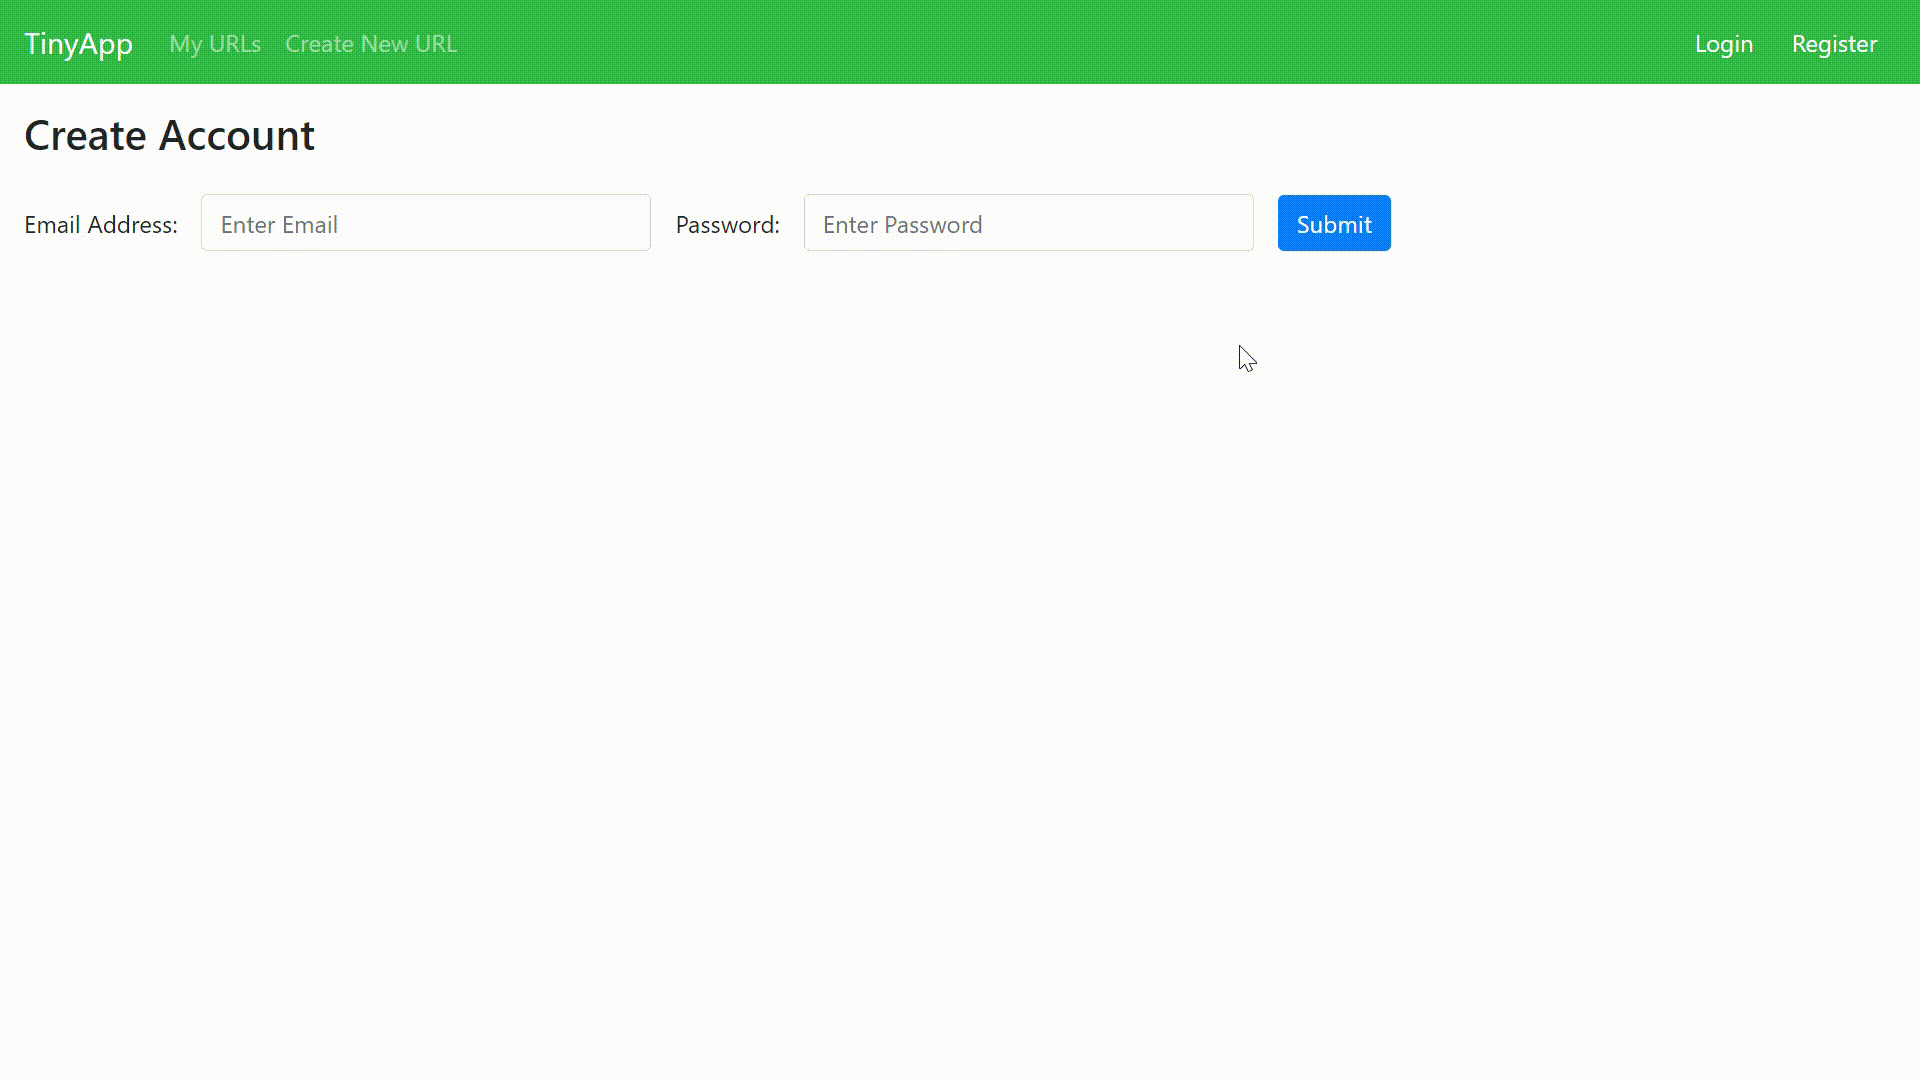 TinyApp My URLs Create New URL Login Register
Create Account
Email Address: Enter Email Password: Enter Password Submit